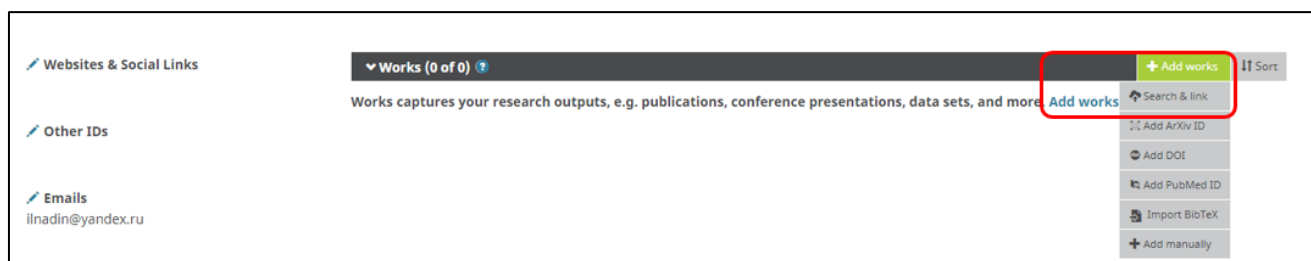 Websites & Social Links
Works (0 of 0) ?
+ Add works
Sort
Works captures your research outputs, e.g. publications, conference presentations, data sets, and more. Add works
Search & link
Other IDs
Add ArXiv ID
Add DOI
Add PubMed ID
Emails
ilnadin@yandex.ru
Import BibTeX
+ Add manually